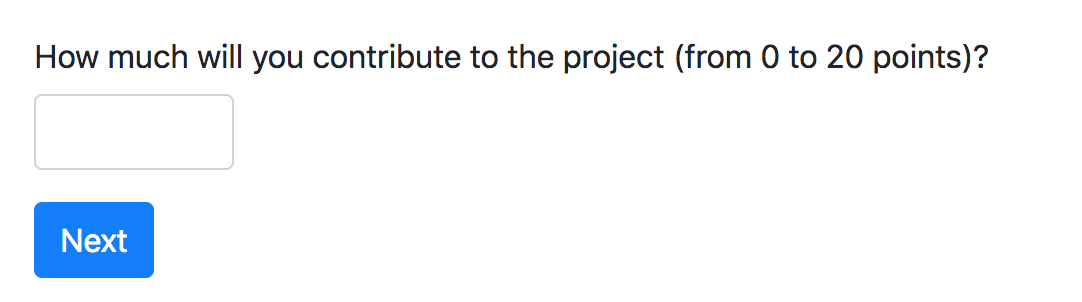 How much will you contribute to the project (from 0 to 20 points)?
Next